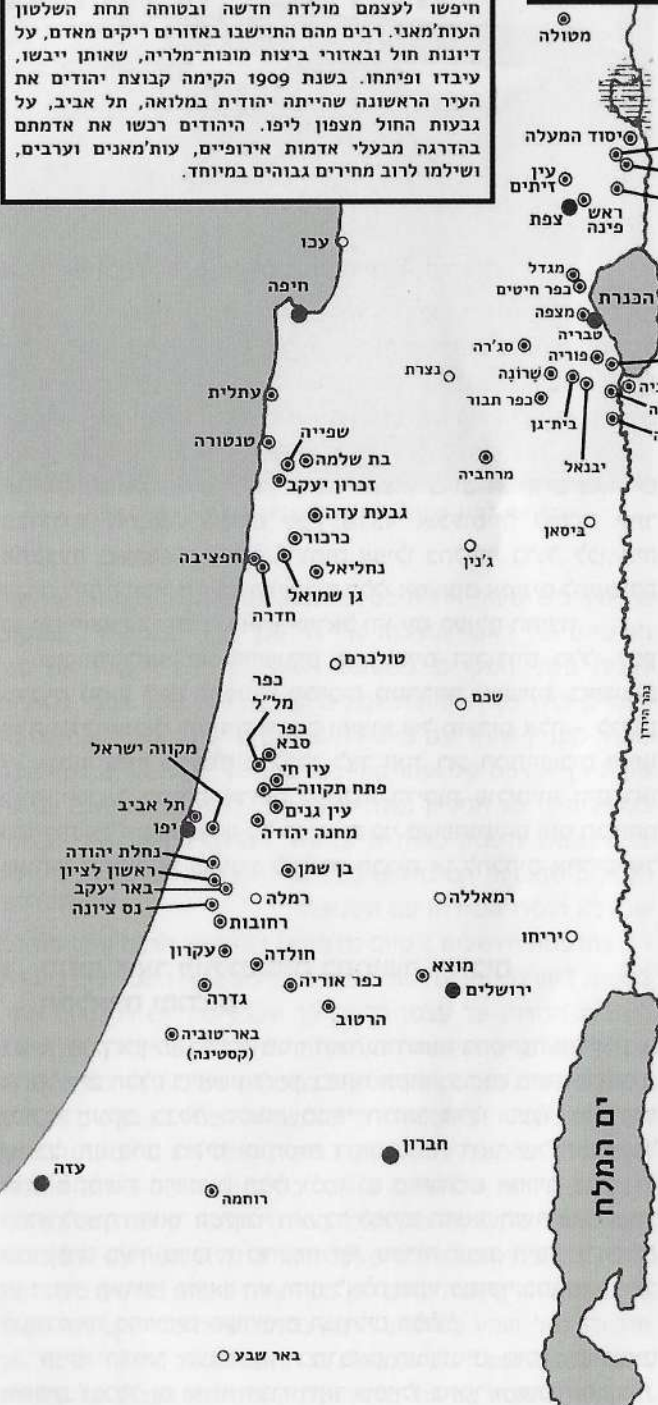 חיפשו לעצמם מולדת חדשה ובטוחה תחת השלטון
העות'מאני. רבים מהם התיישבו באזורים ריקים מאדם, על
דיונות חול ובאזורי ביצות מוכות־מלריה, שאותן ייבשו,
עיבדו ופיתחו. בשנת 1909 הקימה קבוצת יהודים את
העיר הראשונה שהייתה יהודית במלואה, תל אביב, על
גבעות החול מצפון ליפו. היהודים רכשו את אדמתם
בהדרגה מבעלי אדמות אירופיים, עות'מאנים וערבים,
ושילמו לרוב מחירים גבוהים במיוחד.
מטולה
יסוד המעלה
עין
זיתים
ראש
פינה
צפת
עכו
חיפה
מגדל
כפר חיטים
הכנרת
מצפה
טבריה
סג'רה
פוריה
נצרת
שָׁרוֹנָה
כפר תבור
בית־גן
יבנאל
עתלית
טנטורה
שפייה
בת שלמה
זכרון יעקב
מרחביה
גבעת עדה
כרכור
ביסאן
ג'נין
חפציבה
נחליאל
גן שמואל
חדרה
טולכרם
שכם
נהר הירדן
כפר
מל"ל
כפר
סבא
מקווה ישראל
עין חי
פתח תקווה
תל אביב
עין גנים
יפו
מחנה יהודה
נחלת יהודה
ראשון לציון
בן שמן
באר יעקב
רמלה
רמאללה
נס ציונה
רחובות
יריחו
עקרון
חולדה
מוצא
כפר אוריה
ירושלים
גדרה
הרטוב
באר־טוביה
(קסטינה)
ים המלח
חברון
עזה
רוחמה
באר שבע